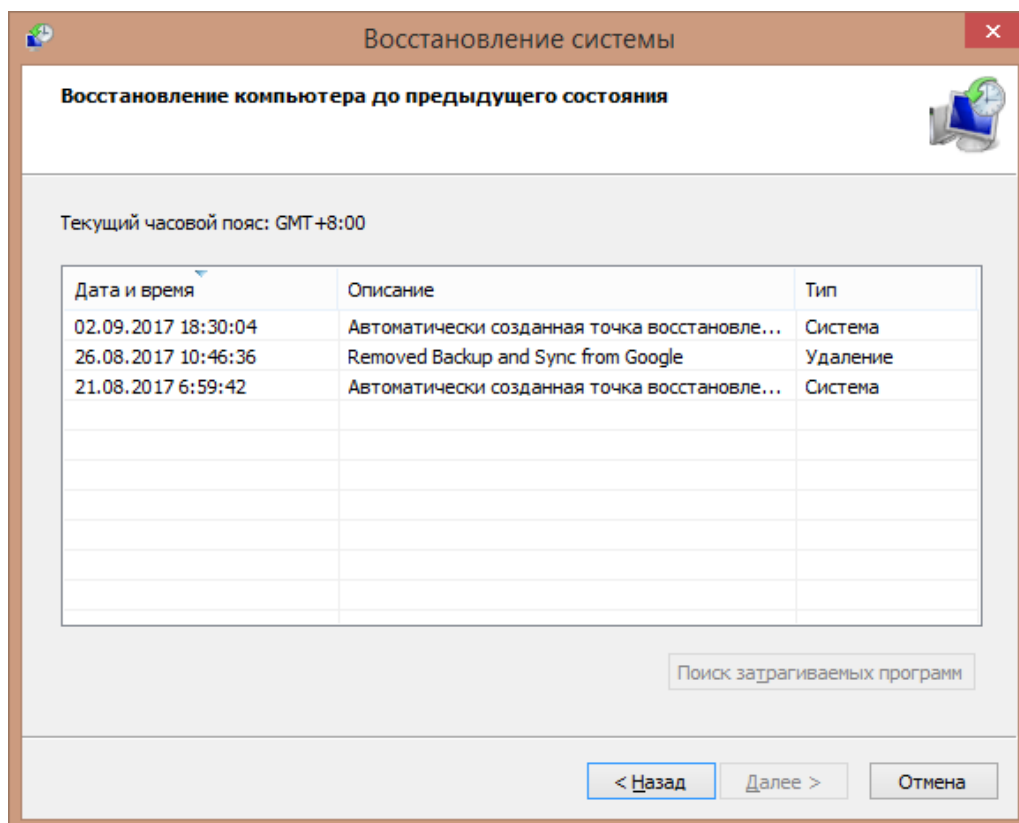 Восстановление системы
Восстановление компьютера до предыдущего состояния
Текущий часовой пояс: GMT+8:00
Дата и время Описание Тип
02.09.2017 18:30:04 Автоматически созданная точка восстановле... Система
26.08.2017 10:46:36 Removed Backup and Sync from Google Удаление
21.08.2017 6:59:42 Автоматически созданная точка восстановле... Система
Поиск затрагиваемых программ
< Назад Далее > Отмена